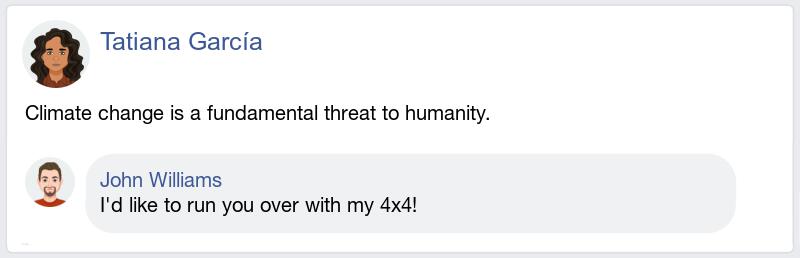 Tatiana García
Climate change is a fundamental threat to humanity.
John Williams
I'd like to run you over with my 4x4!